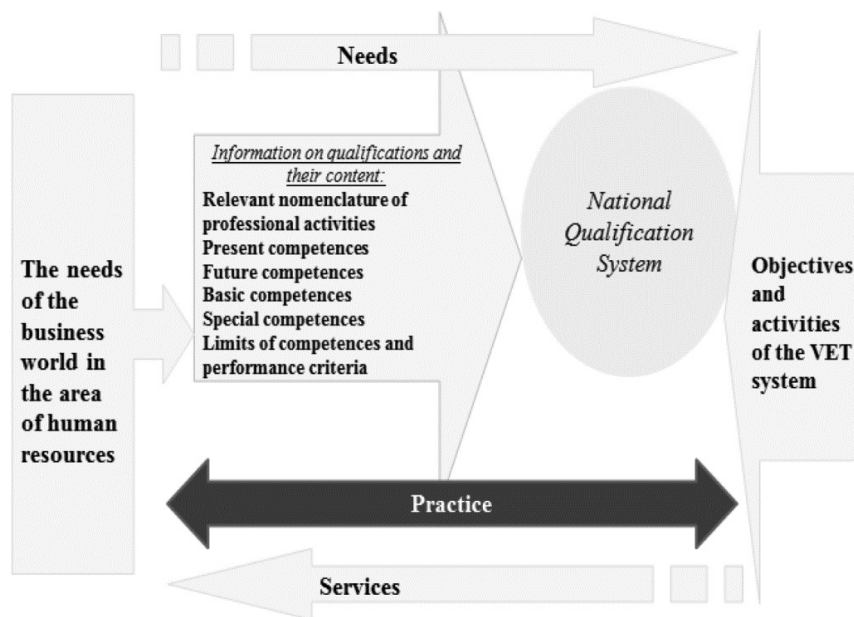 Needs
The needs
of the
business
world in
the area
of human
resources
Information on qualifications and
their content:
Relevant nomenclature of
professional activities
Present competences
Future competences
Basic competences
Special competences
Limits of competences and
performance criteria
National
Qualification
System
Objectives
and
activities
of the VET
system
Practice
Services